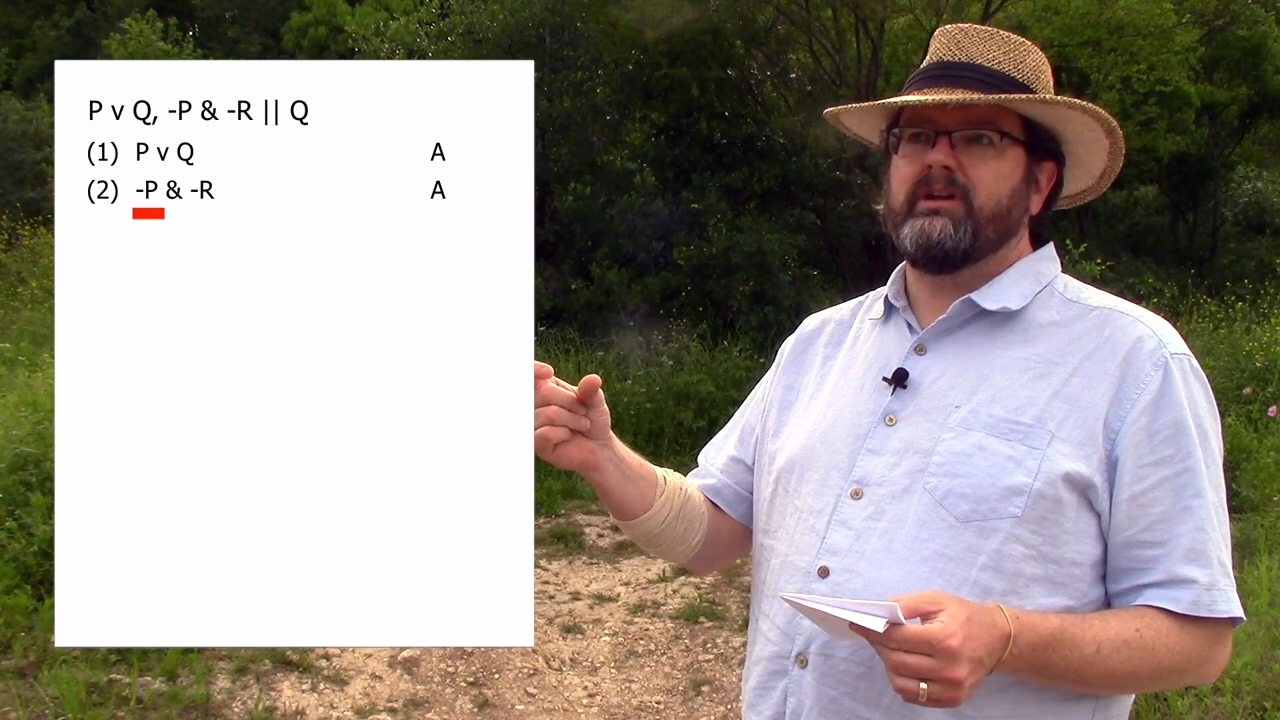 P v Q, -P & -R || Q
(1) P v Q A
(2) -P & -R A